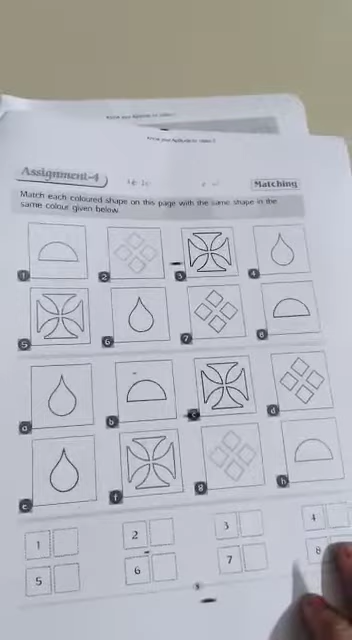 Assignment-4
Matching
Match each coloured shape on this page with the same shape in the
same colour given below.
1 2 3 4
5 6 7 8
a b c d
e f g h
1 2 3 4
5 6 7 8